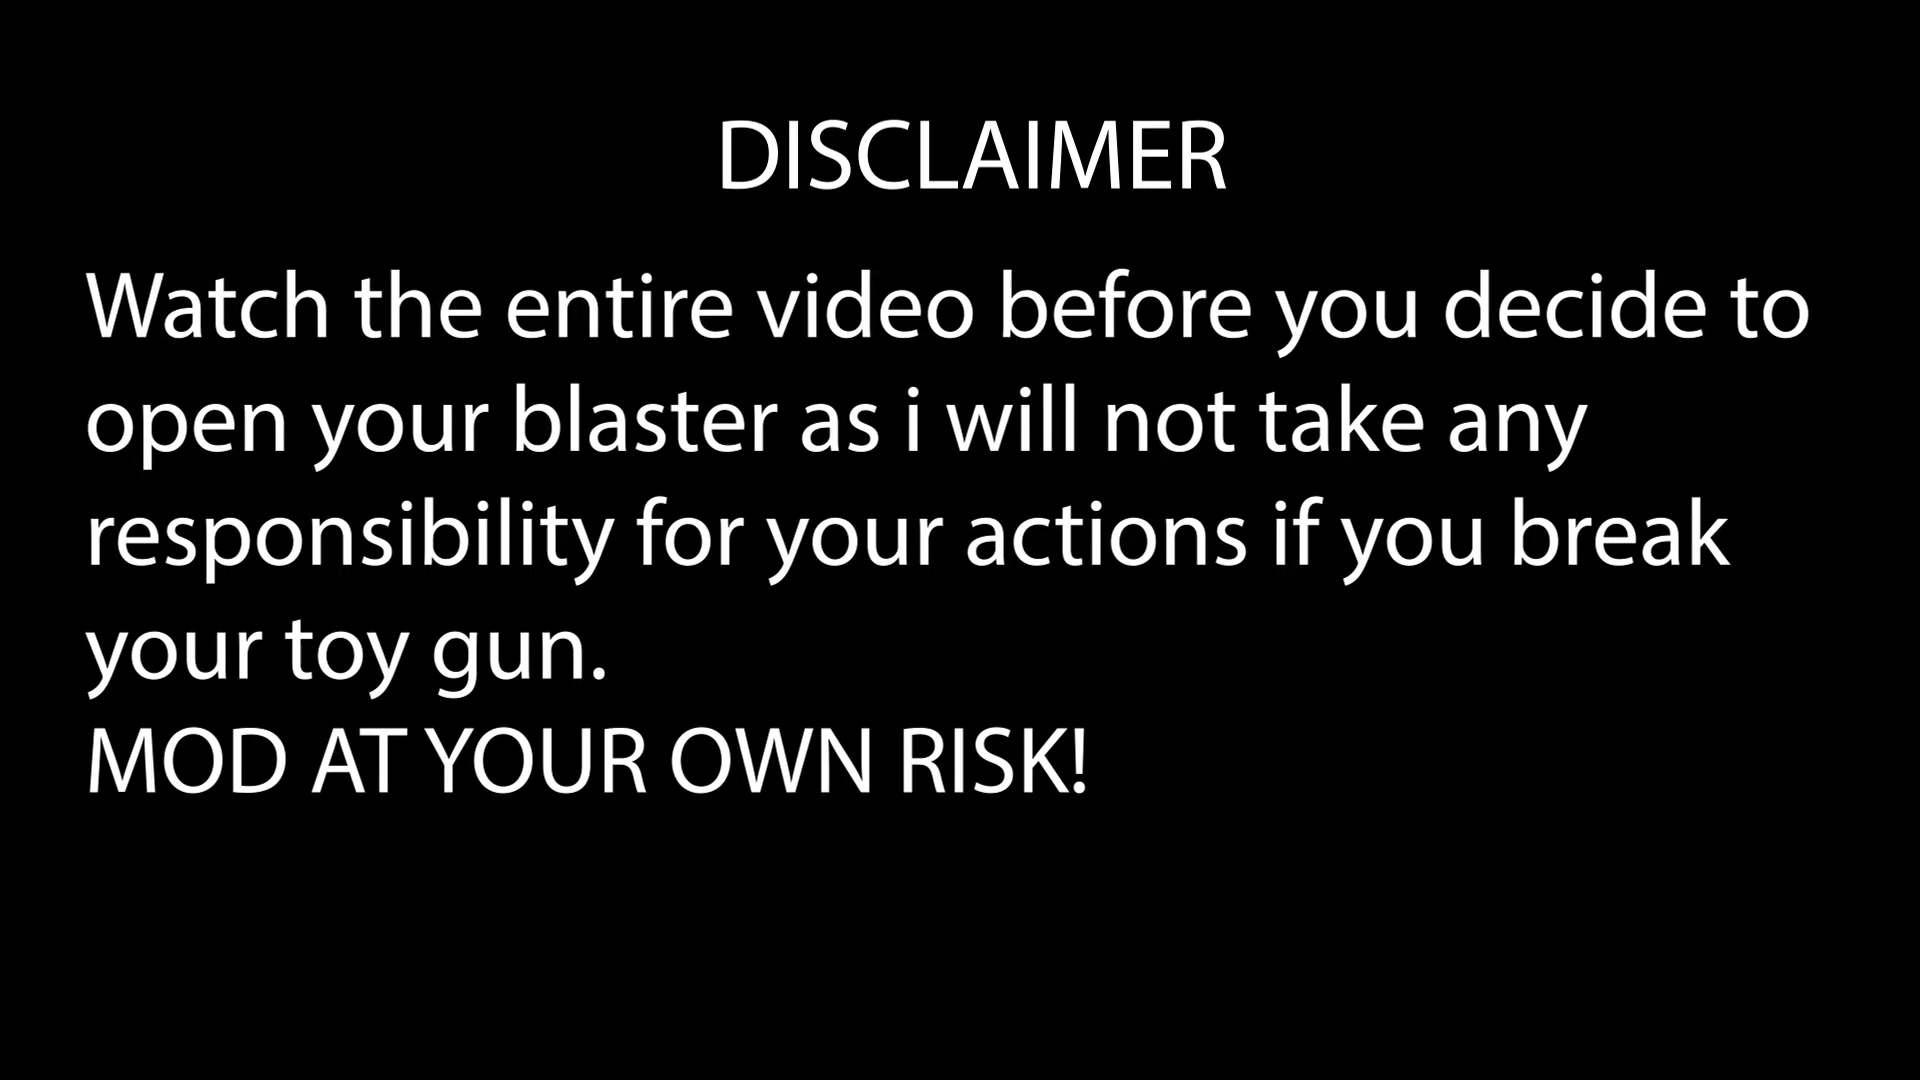 DISCLAIMER
Watch the entire video before you decide to
open your blaster as i will not take any
responsibility for your actions if you break
your toy gun.
MOD AT YOUR OWN RISK!